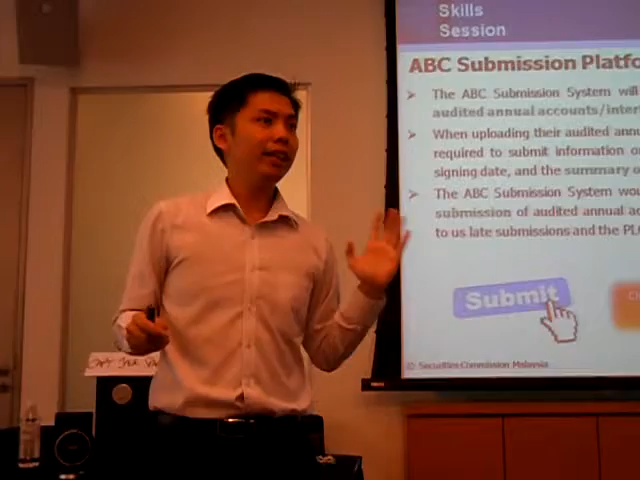 Skills
Session
ABC Submission Platfo
The ABC Submission System will
audited annual accounts/inter
When uploading their audited annu
required to submit information o
signing date, and the summary o
The ABC Submission System wou
submission of audited annual a
to us late submissions and the PL
Submit
© Securities Commission Malaysia